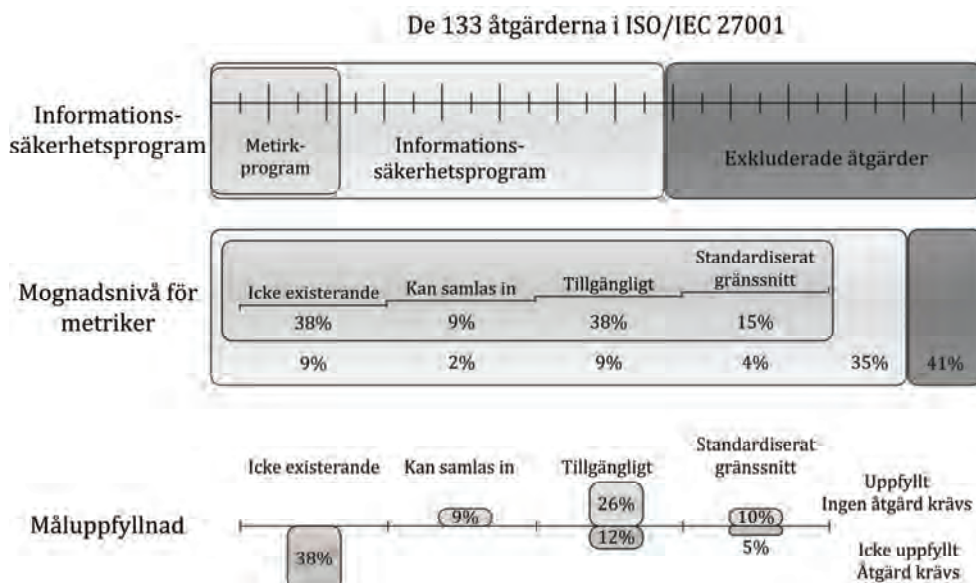 De 133 åtgärderna i ISO/IEC 27001
Informations-
säkerhetsprogram
Metirk-
program
Informations-
säkerhetsprogram
Exkluderade åtgärder
Mognadsnivå för
metriker
Icke existerande
Kan samlas in
Tillgängligt
Standardiserat
gränssnitt
38%
9%
38%
15%
9%
2%
9%
4%
35%
41%
Icke existerande
Kan samlas in
Tillgängligt
Standardiserat
gränssnitt
Måluppfyllnad
38%
9%
26%
12%
10%
5%
Uppfyllt
Ingen åtgärd krävs
Icke uppfyllt
Åtgärd krävs